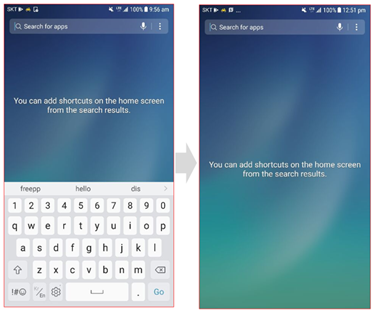 SKT 100% 9:56 am
Search for apps
You can add shortcuts on the home screen
from the search results.
freepp hello dis
1 2 3 4 5 6 7 8 9 0
q w e r t y u i o p
a s d f g h j k l
z x c v b n m
!#☺ . Go
SKT 100% 12:51 pm
Search for apps
You can add shortcuts on the home screen
from the search results.